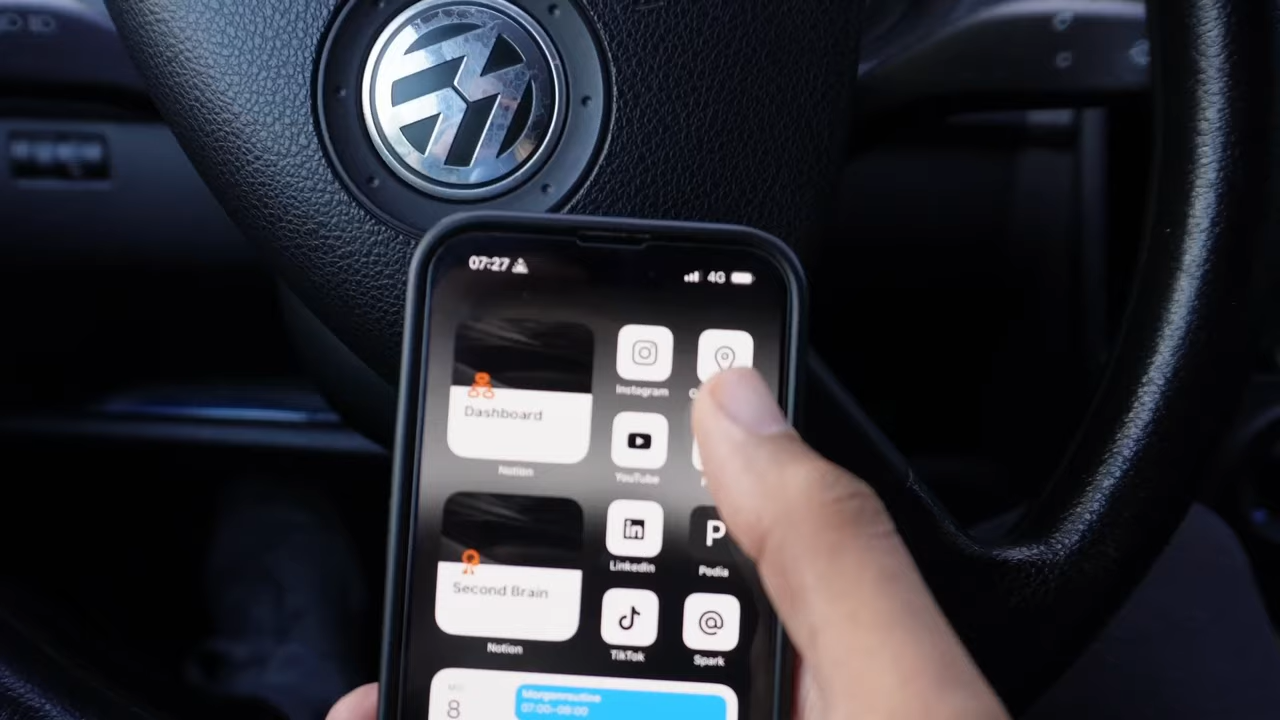 07:27
4G
Dashboard
Notion
Instagram
YouTube
Second Brain
Notion
LinkedIn
P
Podia
TikTok
@
Spark
8
Morgenroutine
07:00–09:00